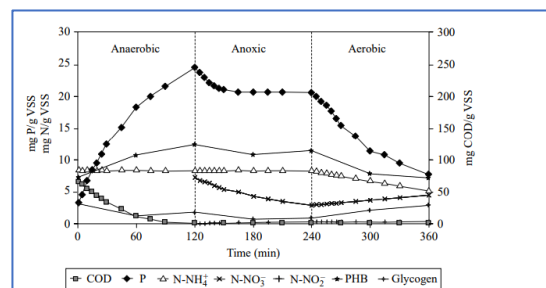 Anaerobic Anoxic Aerobic
mg P/g VSS
mg N/g VSS
30
25
20
15
10
5
0
mg COD/g VSS
300
250
200
150
100
50
0
0 60 120 180 240 300 360
Time (min)
COD P N-NH₄⁺ N-NO₃⁻ N-NO₂⁻ PHB Glycogen